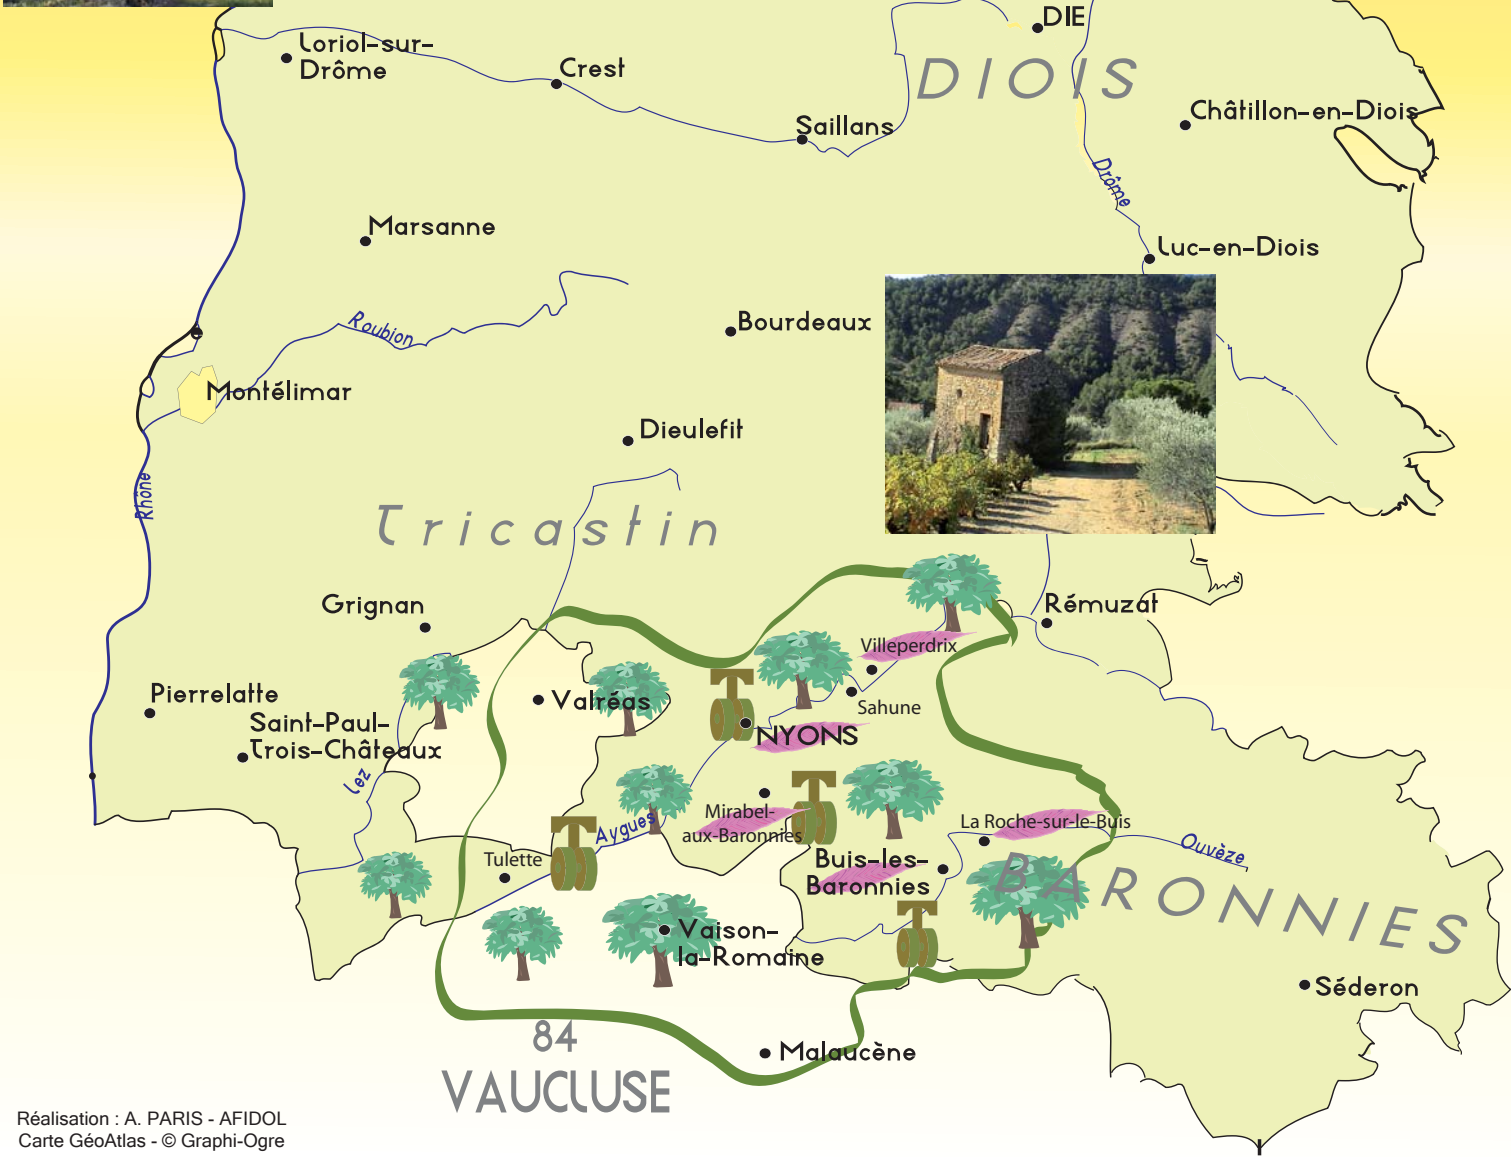 DIE
Loriol-sur-
Drôme
Crest
DIOIS
Châtillon-en-Diois
Saillans
Drôme
Marsanne
Luc-en-Diois
Roubion
Bourdeaux
Montélimar
Dieulefit
Rhône
Tricastin
Grignan
Rémuzat
Villeperdrix
Pierrelatte
Valréas
Sahune
Saint-Paul-
Trois-Châteaux
NYONS
Lez
Mirabel-
aux-Baronnies
Aygues
La Roche-sur-le-Buis
Ouvèze
Tulette
Buis-les-
Baronnies
BARONNIES
Vaison-
la-Romaine
Séderon
84
VAUCLUSE
Malaucène
Réalisation : A. PARIS - AFIDOL
Carte GéoAtlas - © Graphi-Ogre